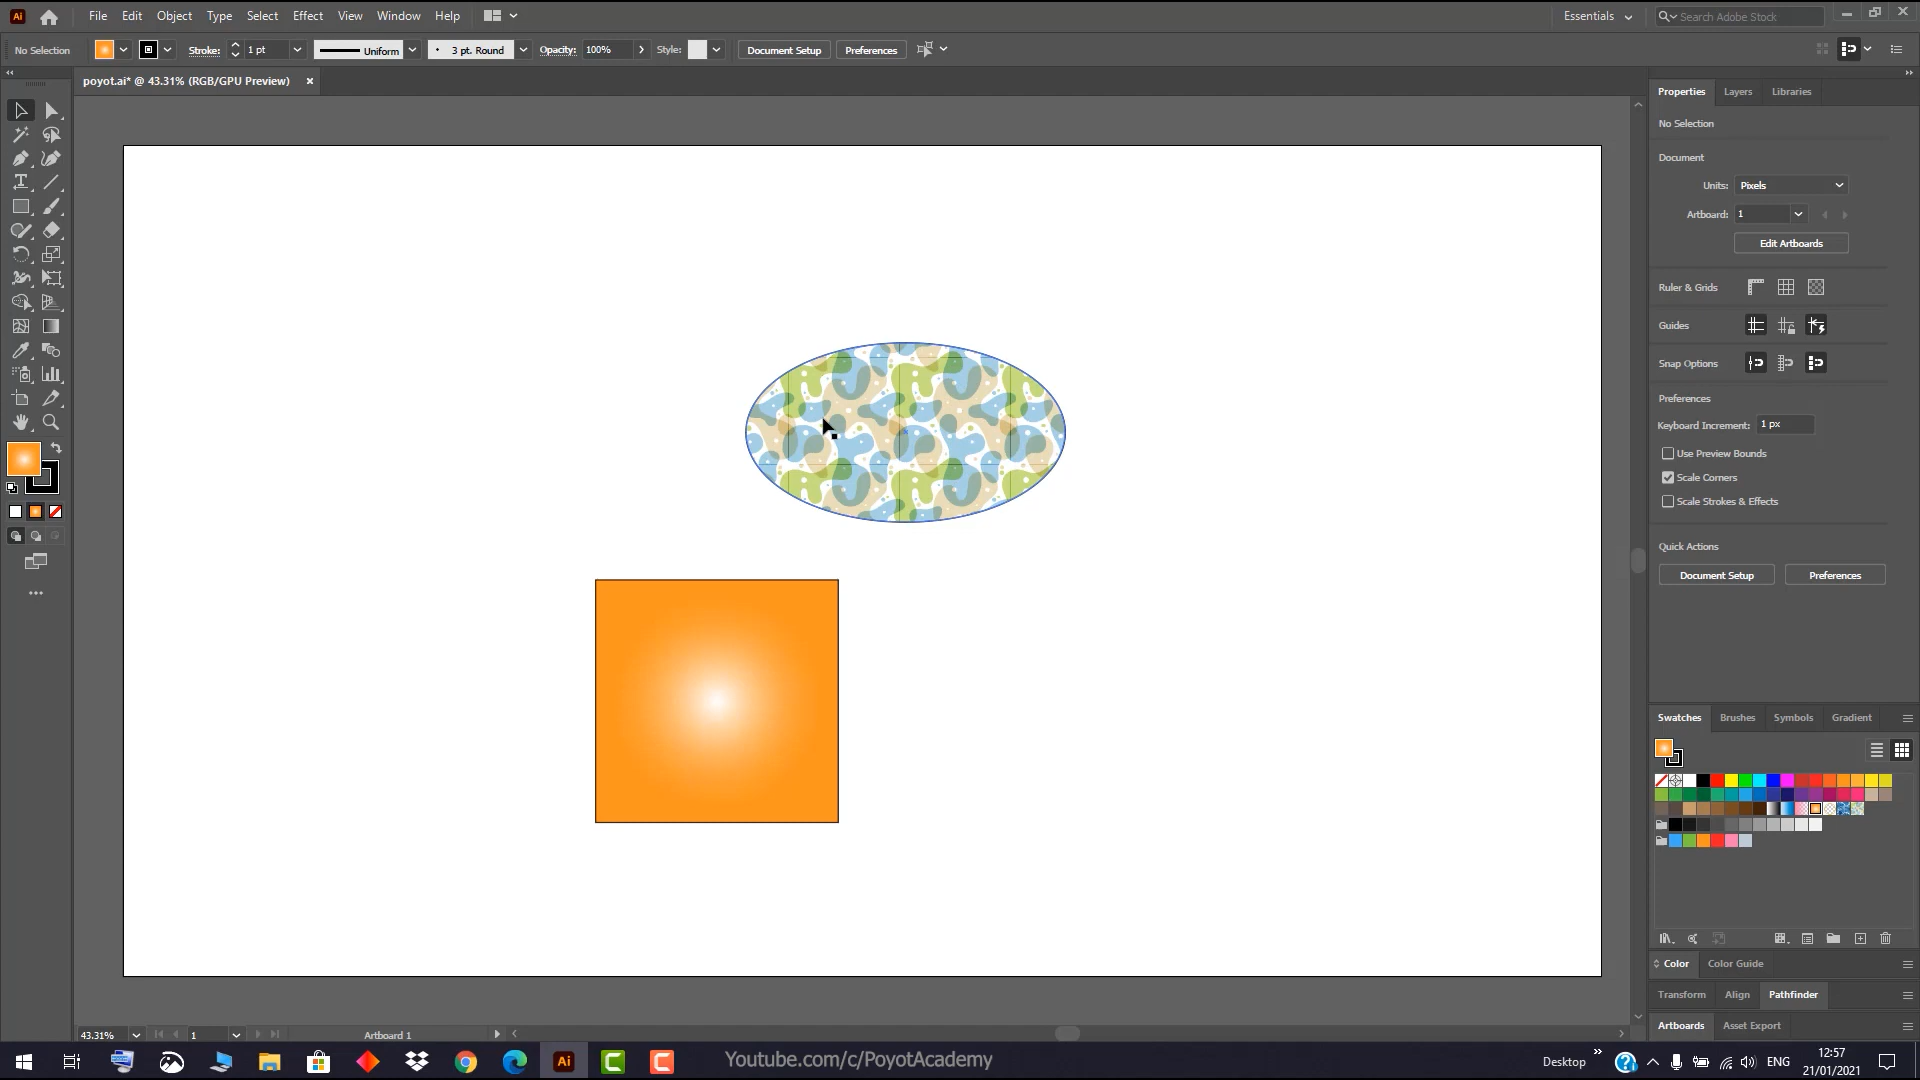 Ai File Edit Object Type Select Effect View Window Help Essentials Search Adobe Stock
No Selection Stroke: 1 pt Uniform 3 pt. Round Opacity: 100% Style: Document Setup Preferences
poyot.ai* @ 43.31% (RGB/GPU Preview)
Properties Layers Libraries
No Selection
Document
Units: Pixels
Artboard: 1
Edit Artboards
Ruler & Grids
Guides
Snap Options
Preferences
Keyboard Increment: 1 px
Use Preview Bounds
Scale Corners
Scale Strokes & Effects
Quick Actions
Document Setup Preferences
Swatches Brushes Symbols Gradient
Color Color Guide
Transform Align Pathfinder
Artboards Asset Export
43.31% 1 Artboard 1
Ai Youtube.com/c/PoyotAcademy Desktop ENG 12:57
21/01/2021